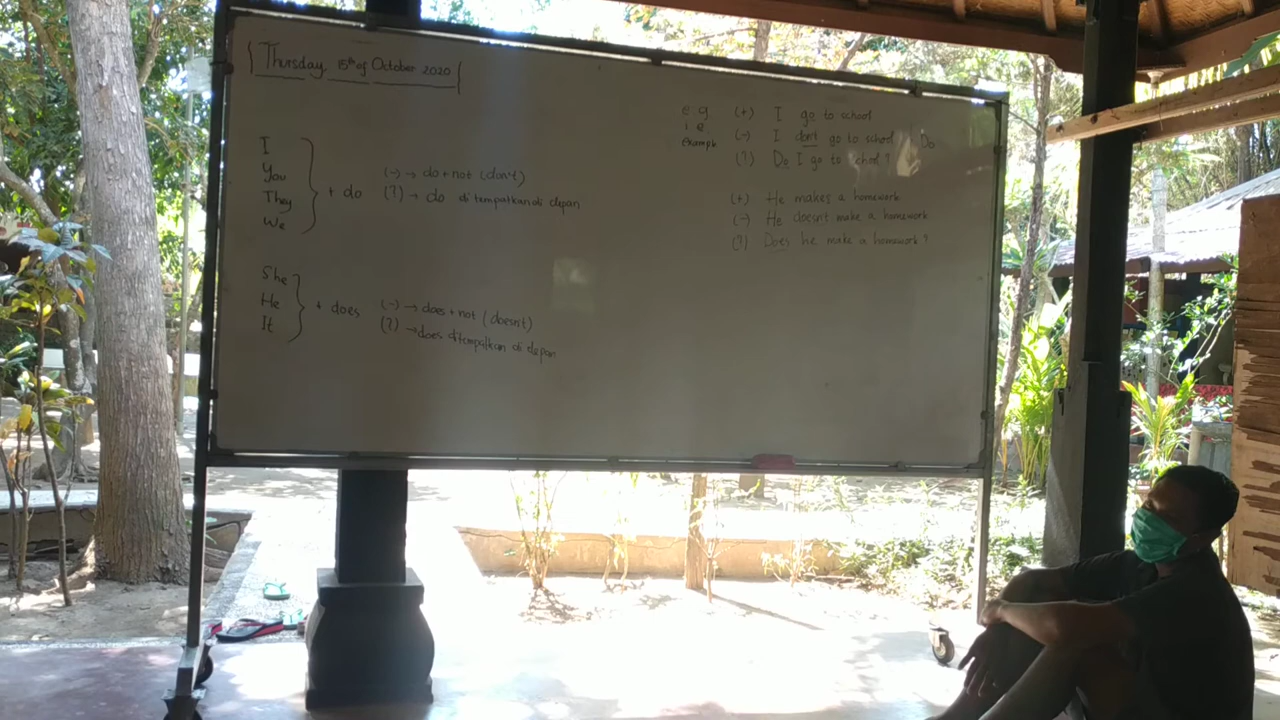 Thursday, 15th of October 2020
I
You
They
We
+ do
(-) → do + not (don't)
(?) → do ditempatkan di depan
She
He
It
+ does
(-) → does + not (doesn't)
(?) → does ditempatkan di depan
e.g
i.e
example
(+) I go to school
(-) I don't go to school Do
(?) Do I go to school?
(+) He makes a homework
(-) He doesn't make a homework
(?) Does he make a homework?